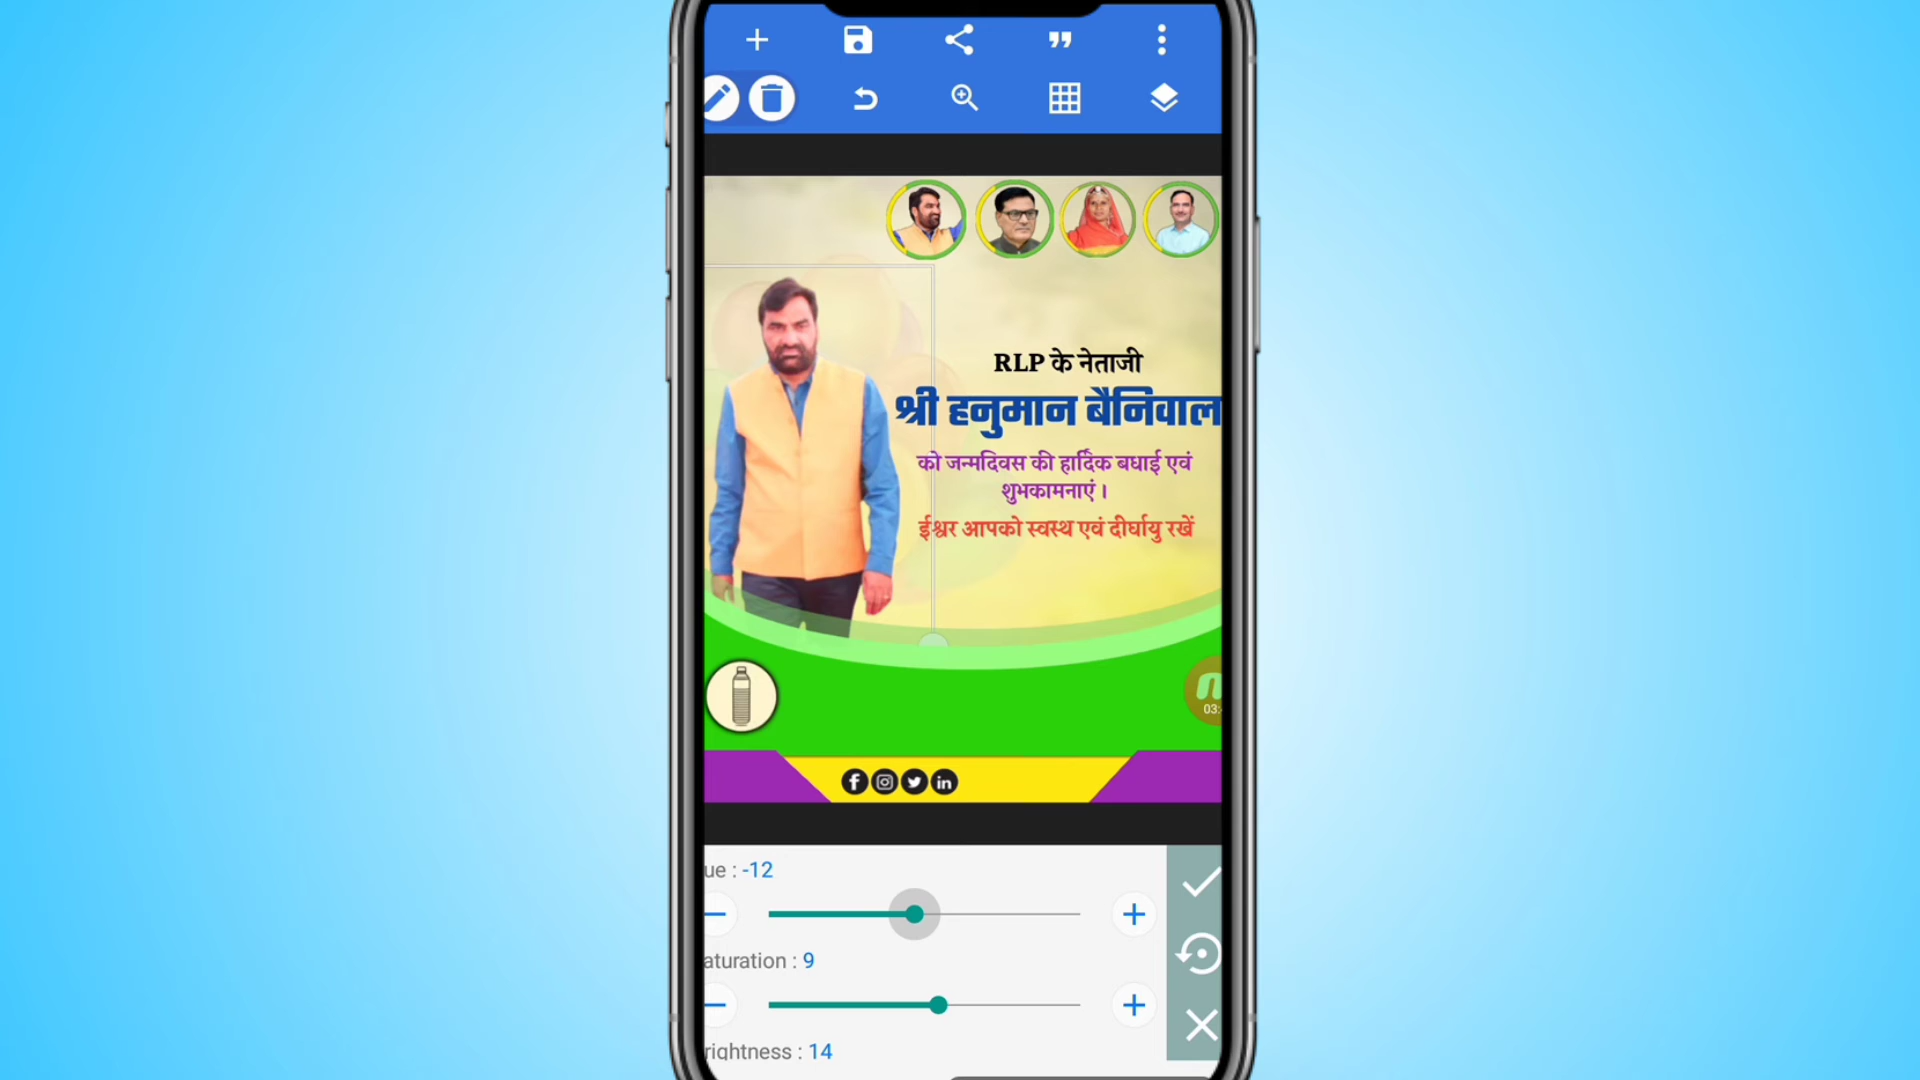 RLP के नेताजी
श्री हनुमान बैनिवाल
को जन्मदिवस की हार्दिक बधाई एवं
शुभकामनाएं ।
ईश्वर आपको स्वस्थ एवं दीर्घायु रखें
03:
ue : -12
aturation : 9
rightness : 14